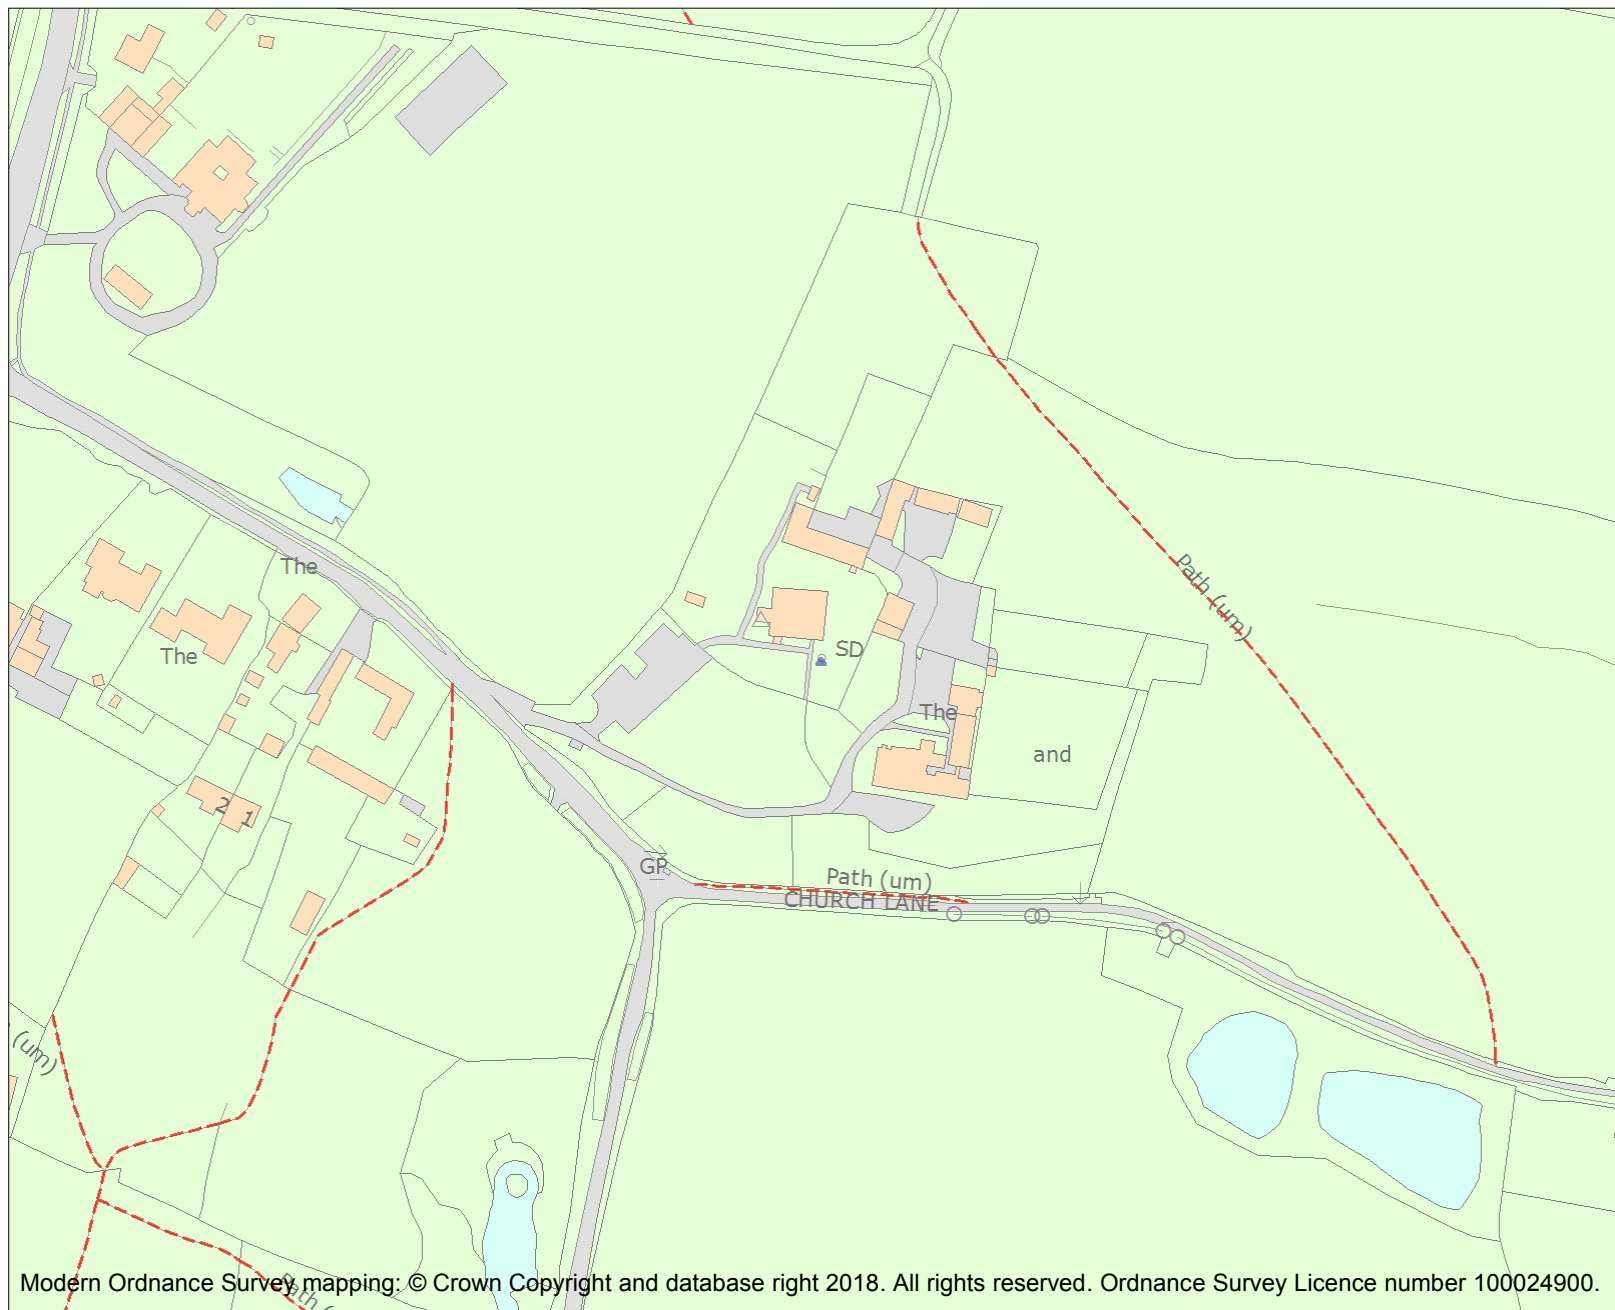 The
Path (um)
The
SD
The
and
2
1
GP
Path (um)
CHURCH LANE
(um)
Path (
Modern Ordnance Survey mapping: © Crown Copyright and database right 2018. All rights reserved. Ordnance Survey Licence number 100024900.